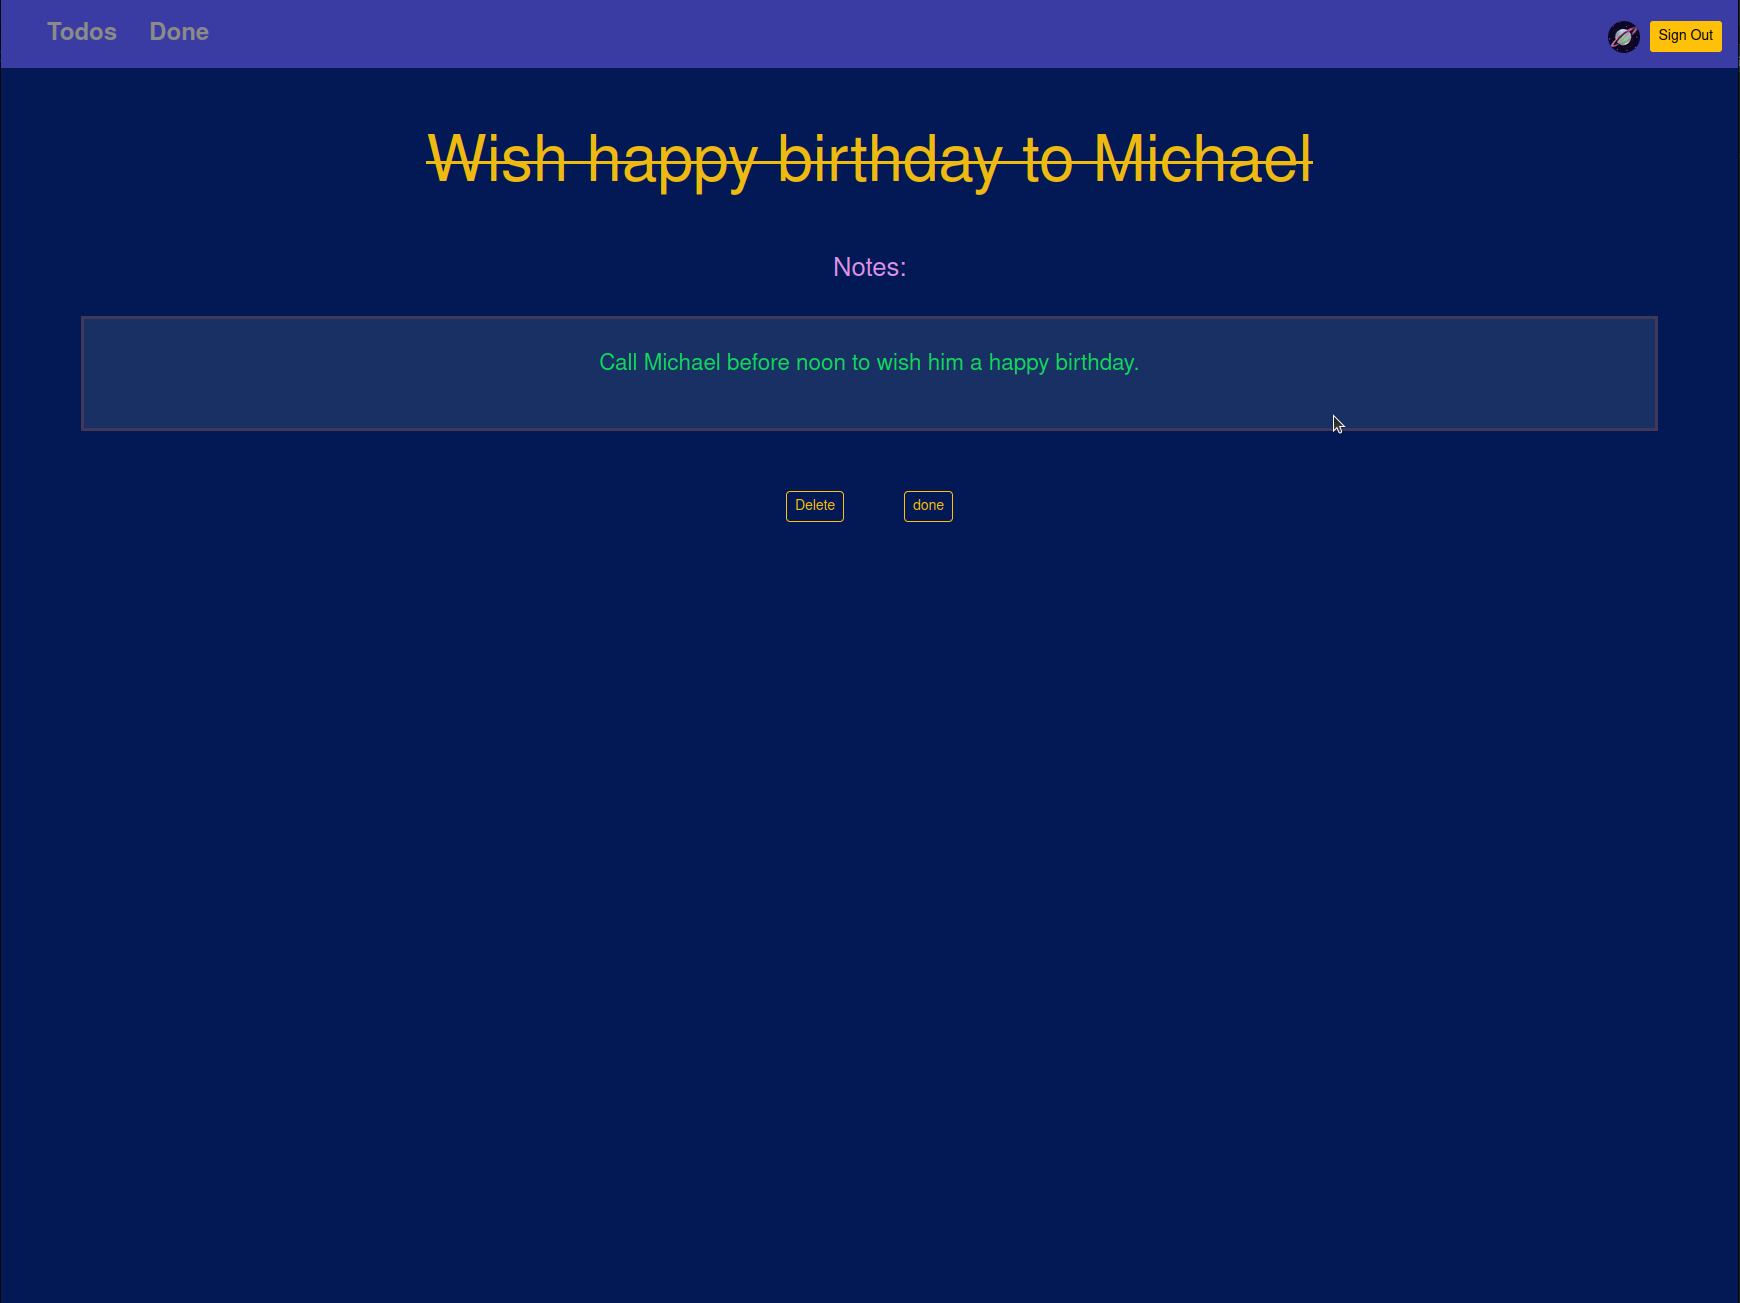 Todos Done
Sign Out
Wish happy birthday to Michael
Notes:
Call Michael before noon to wish him a happy birthday.
Delete done